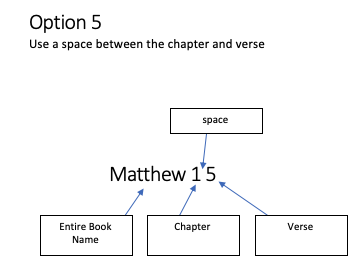 Option 5
Use a space between the chapter and verse
space
Matthew 1 5
Entire Book
Name
Chapter
Verse